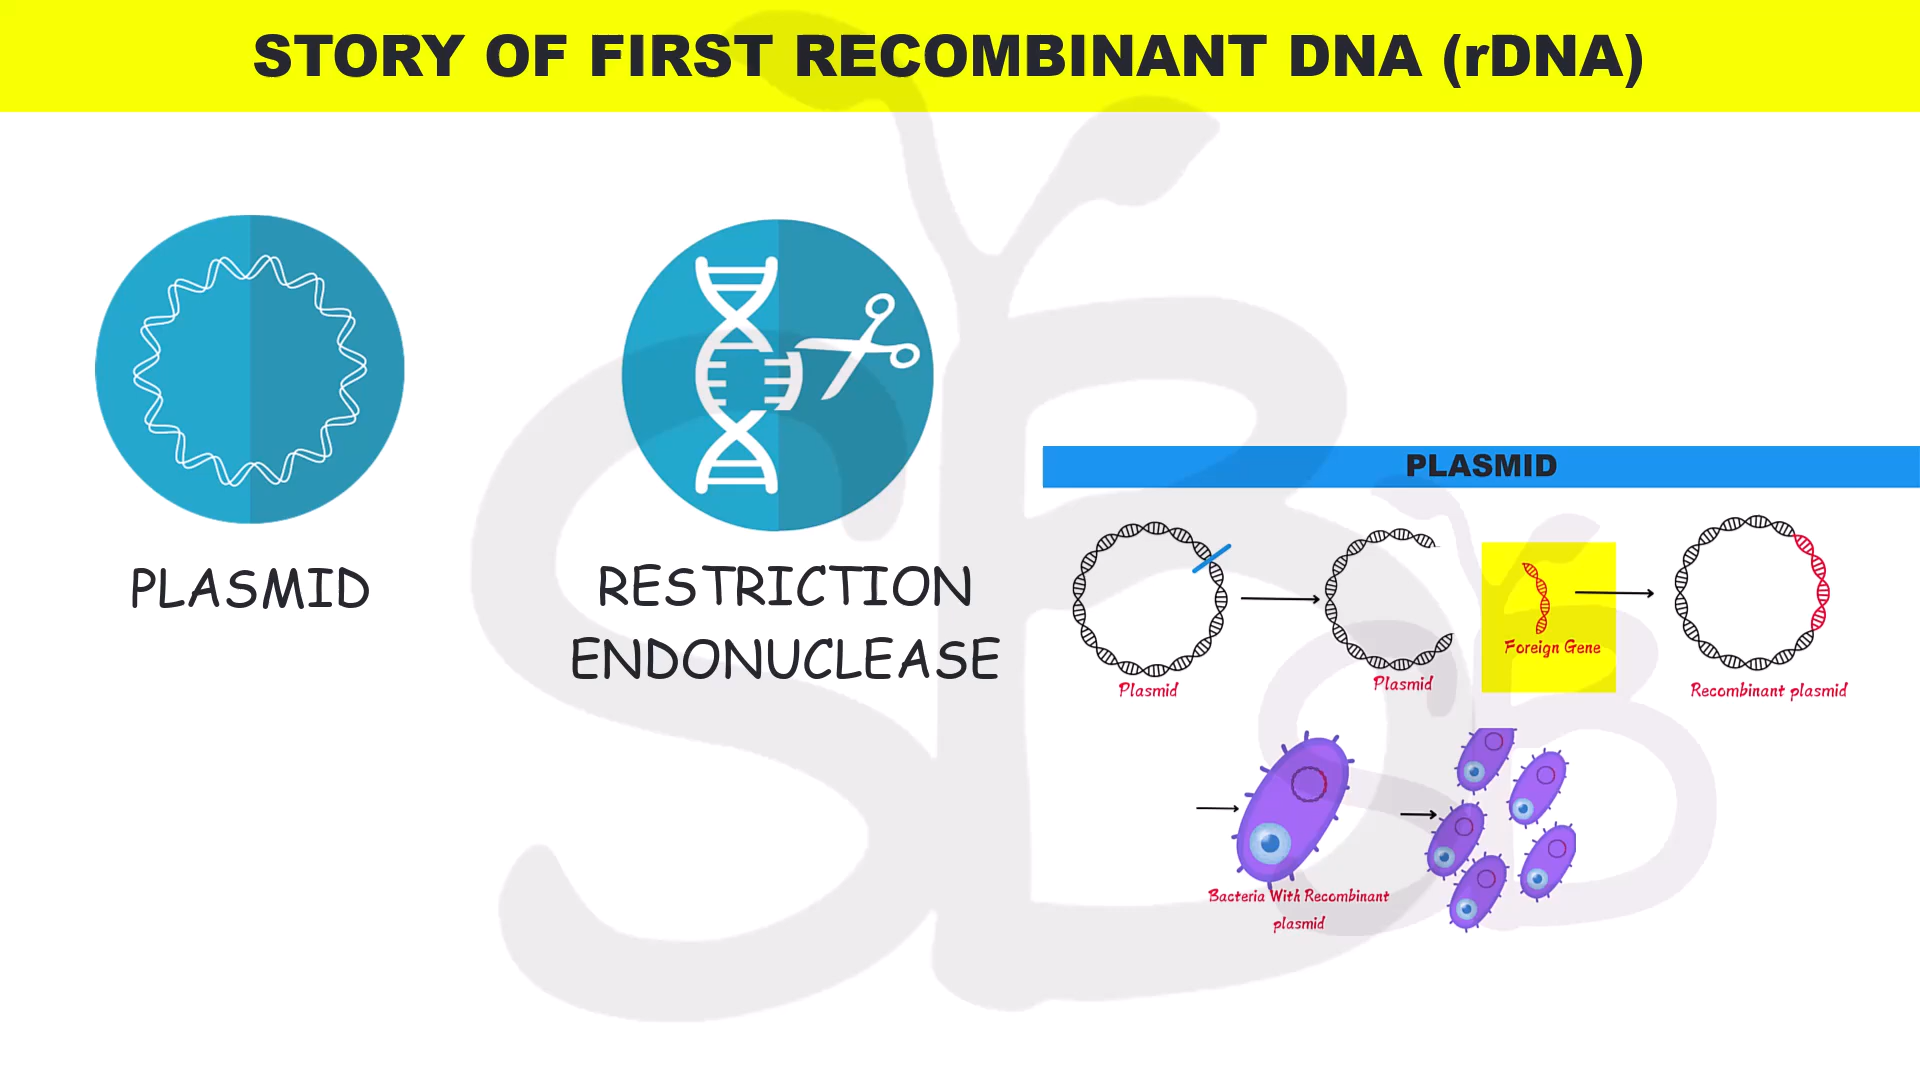 STORY OF FIRST RECOMBINANT DNA (rDNA)
PLASMID
RESTRICTION
ENDONUCLEASE
PLASMID
Plasmid
Plasmid
Foreign Gene
Recombinant plasmid
Bacteria With Recombinant
plasmid
SBB